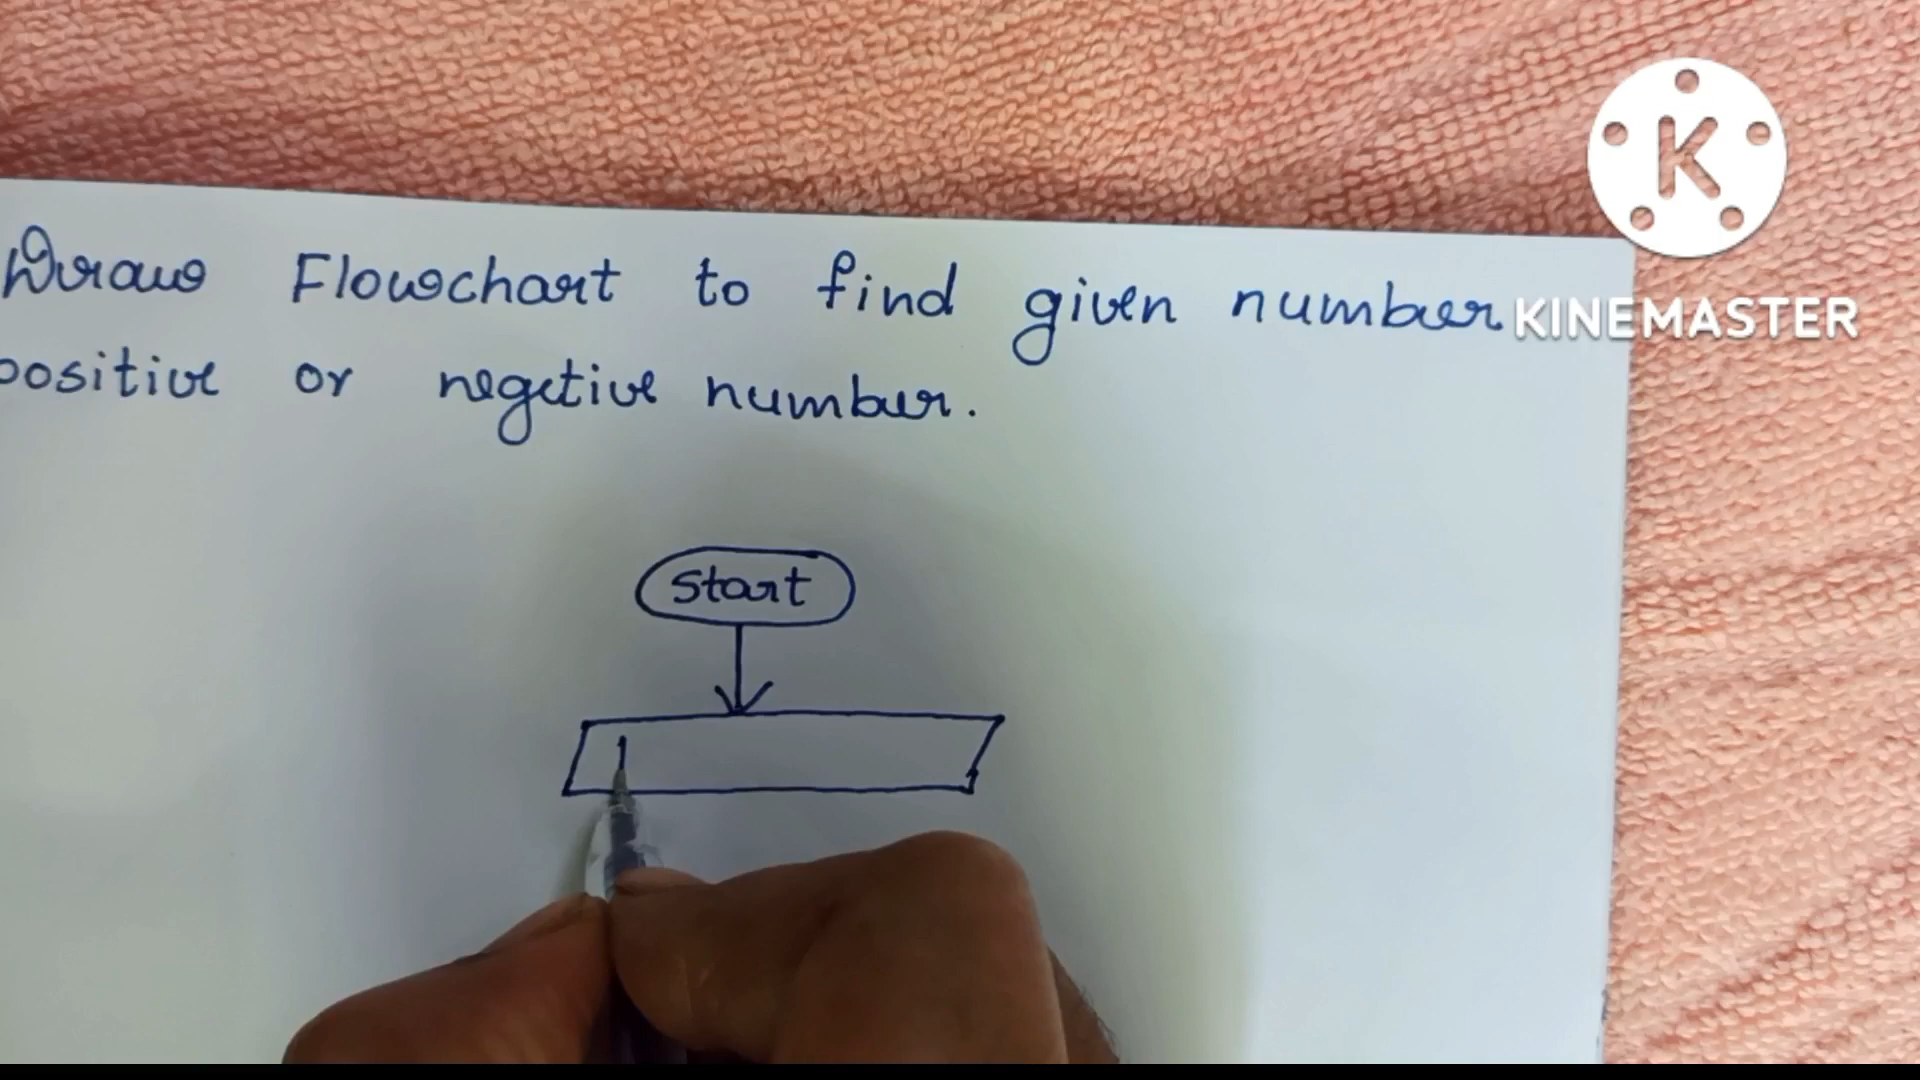 Draw Flowchart to find given number
positive or negetive number.
Start
K
KINEMASTER